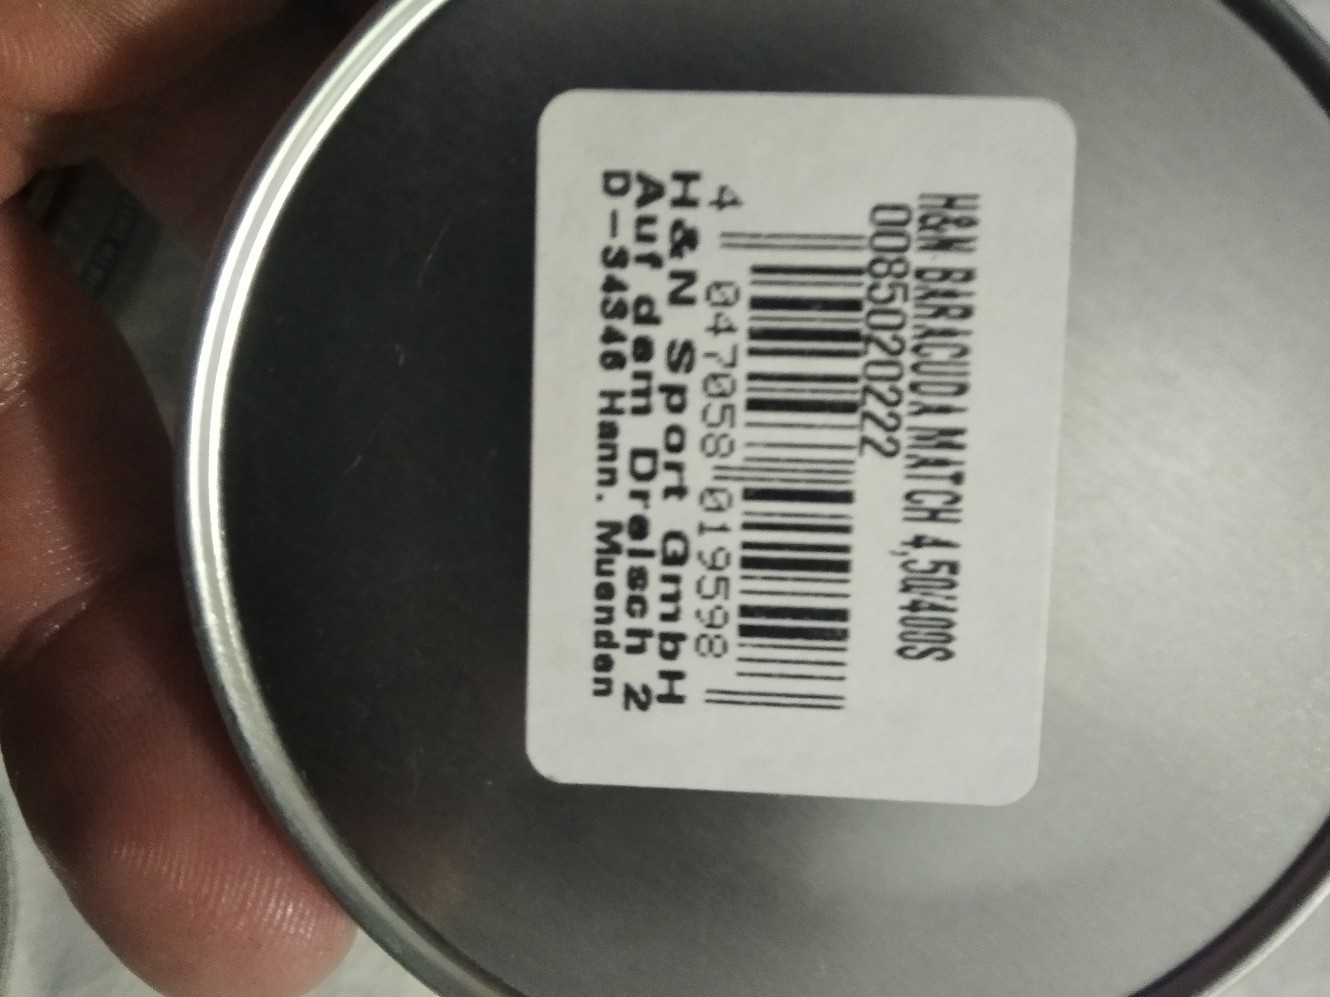 H&N BARACUDA MATCH 4,50/400S
0085020222
4 047058 019598
H&N Sport GmbH
Auf dem Dreisch 2
D-34346 Hann. Muenden